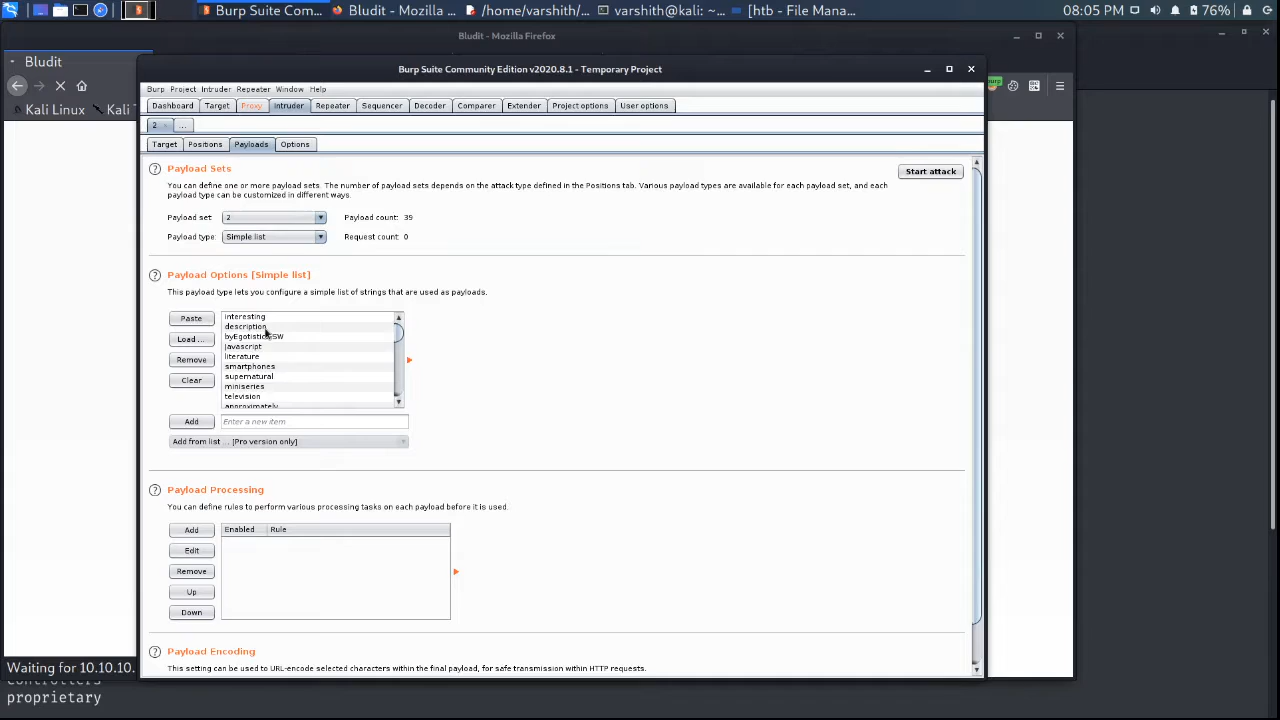 Burp Suite Com... Bludit - Mozilla ... /home/varshith/... varshith@kali: ~... [htb - File Mana... 08:05 PM 76%
Bludit - Mozilla Firefox
Bludit
Burp Suite Community Edition v2020.8.1 - Temporary Project
Burp Project Intruder Repeater Window Help
Kali Linux Kali T
Dashboard Target Proxy Intruder Repeater Sequencer Decoder Comparer Extender Project options User options
2 ...
Target Positions Payloads Options
Payload Sets
Start attack
You can define one or more payload sets. The number of payload sets depends on the attack type defined in the Positions tab. Various payload types are available for each payload set, and each
payload type can be customized in different ways.
Payload set: 2 Payload count: 39
Payload type: Simple list Request count: 0
Payload Options [Simple list]
This payload type lets you configure a simple list of strings that are used as payloads.
Paste
Load ...
Remove
Clear
interesting
description
javascript
literature
smartphones
supernatural
miniseries
television
approximately
Add Enter a new item
Add from list ... [Pro version only]
Payload Processing
You can define rules to perform various processing tasks on each payload before it is used.
Add Enabled Rule
Edit
Remove
Up
Down
Payload Encoding
This setting can be used to URL-encode selected characters within the final payload, for safe transmission within HTTP requests.
Waiting for 10.10.10.
Controllers
proprietary